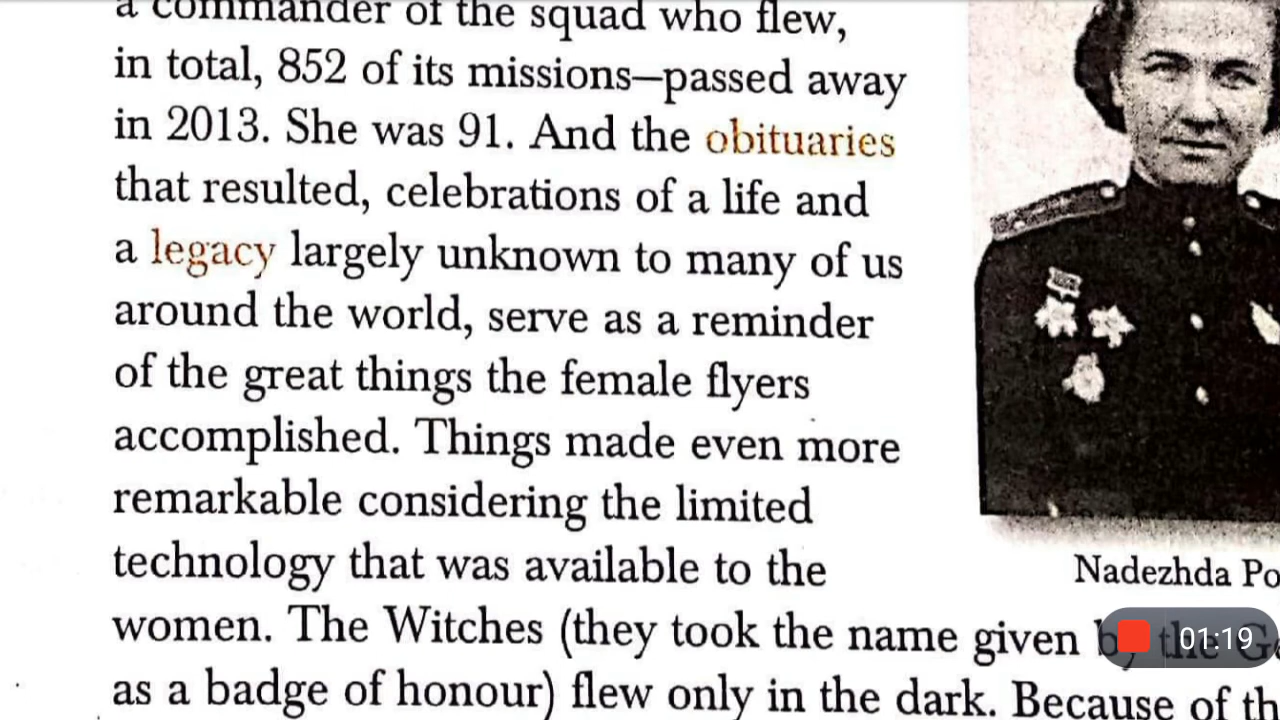 a commander of the squad who flew,
in total, 852 of its missions—passed away
in 2013. She was 91. And the obituaries
that resulted, celebrations of a life and
a legacy largely unknown to many of us
around the world, serve as a reminder
of the great things the female flyers
accomplished. Things made even more
remarkable considering the limited
technology that was available to the
Nadezhda
women. The Witches (they took the name given by the
01:19
as a badge of honour) flew only in the dark. Because of